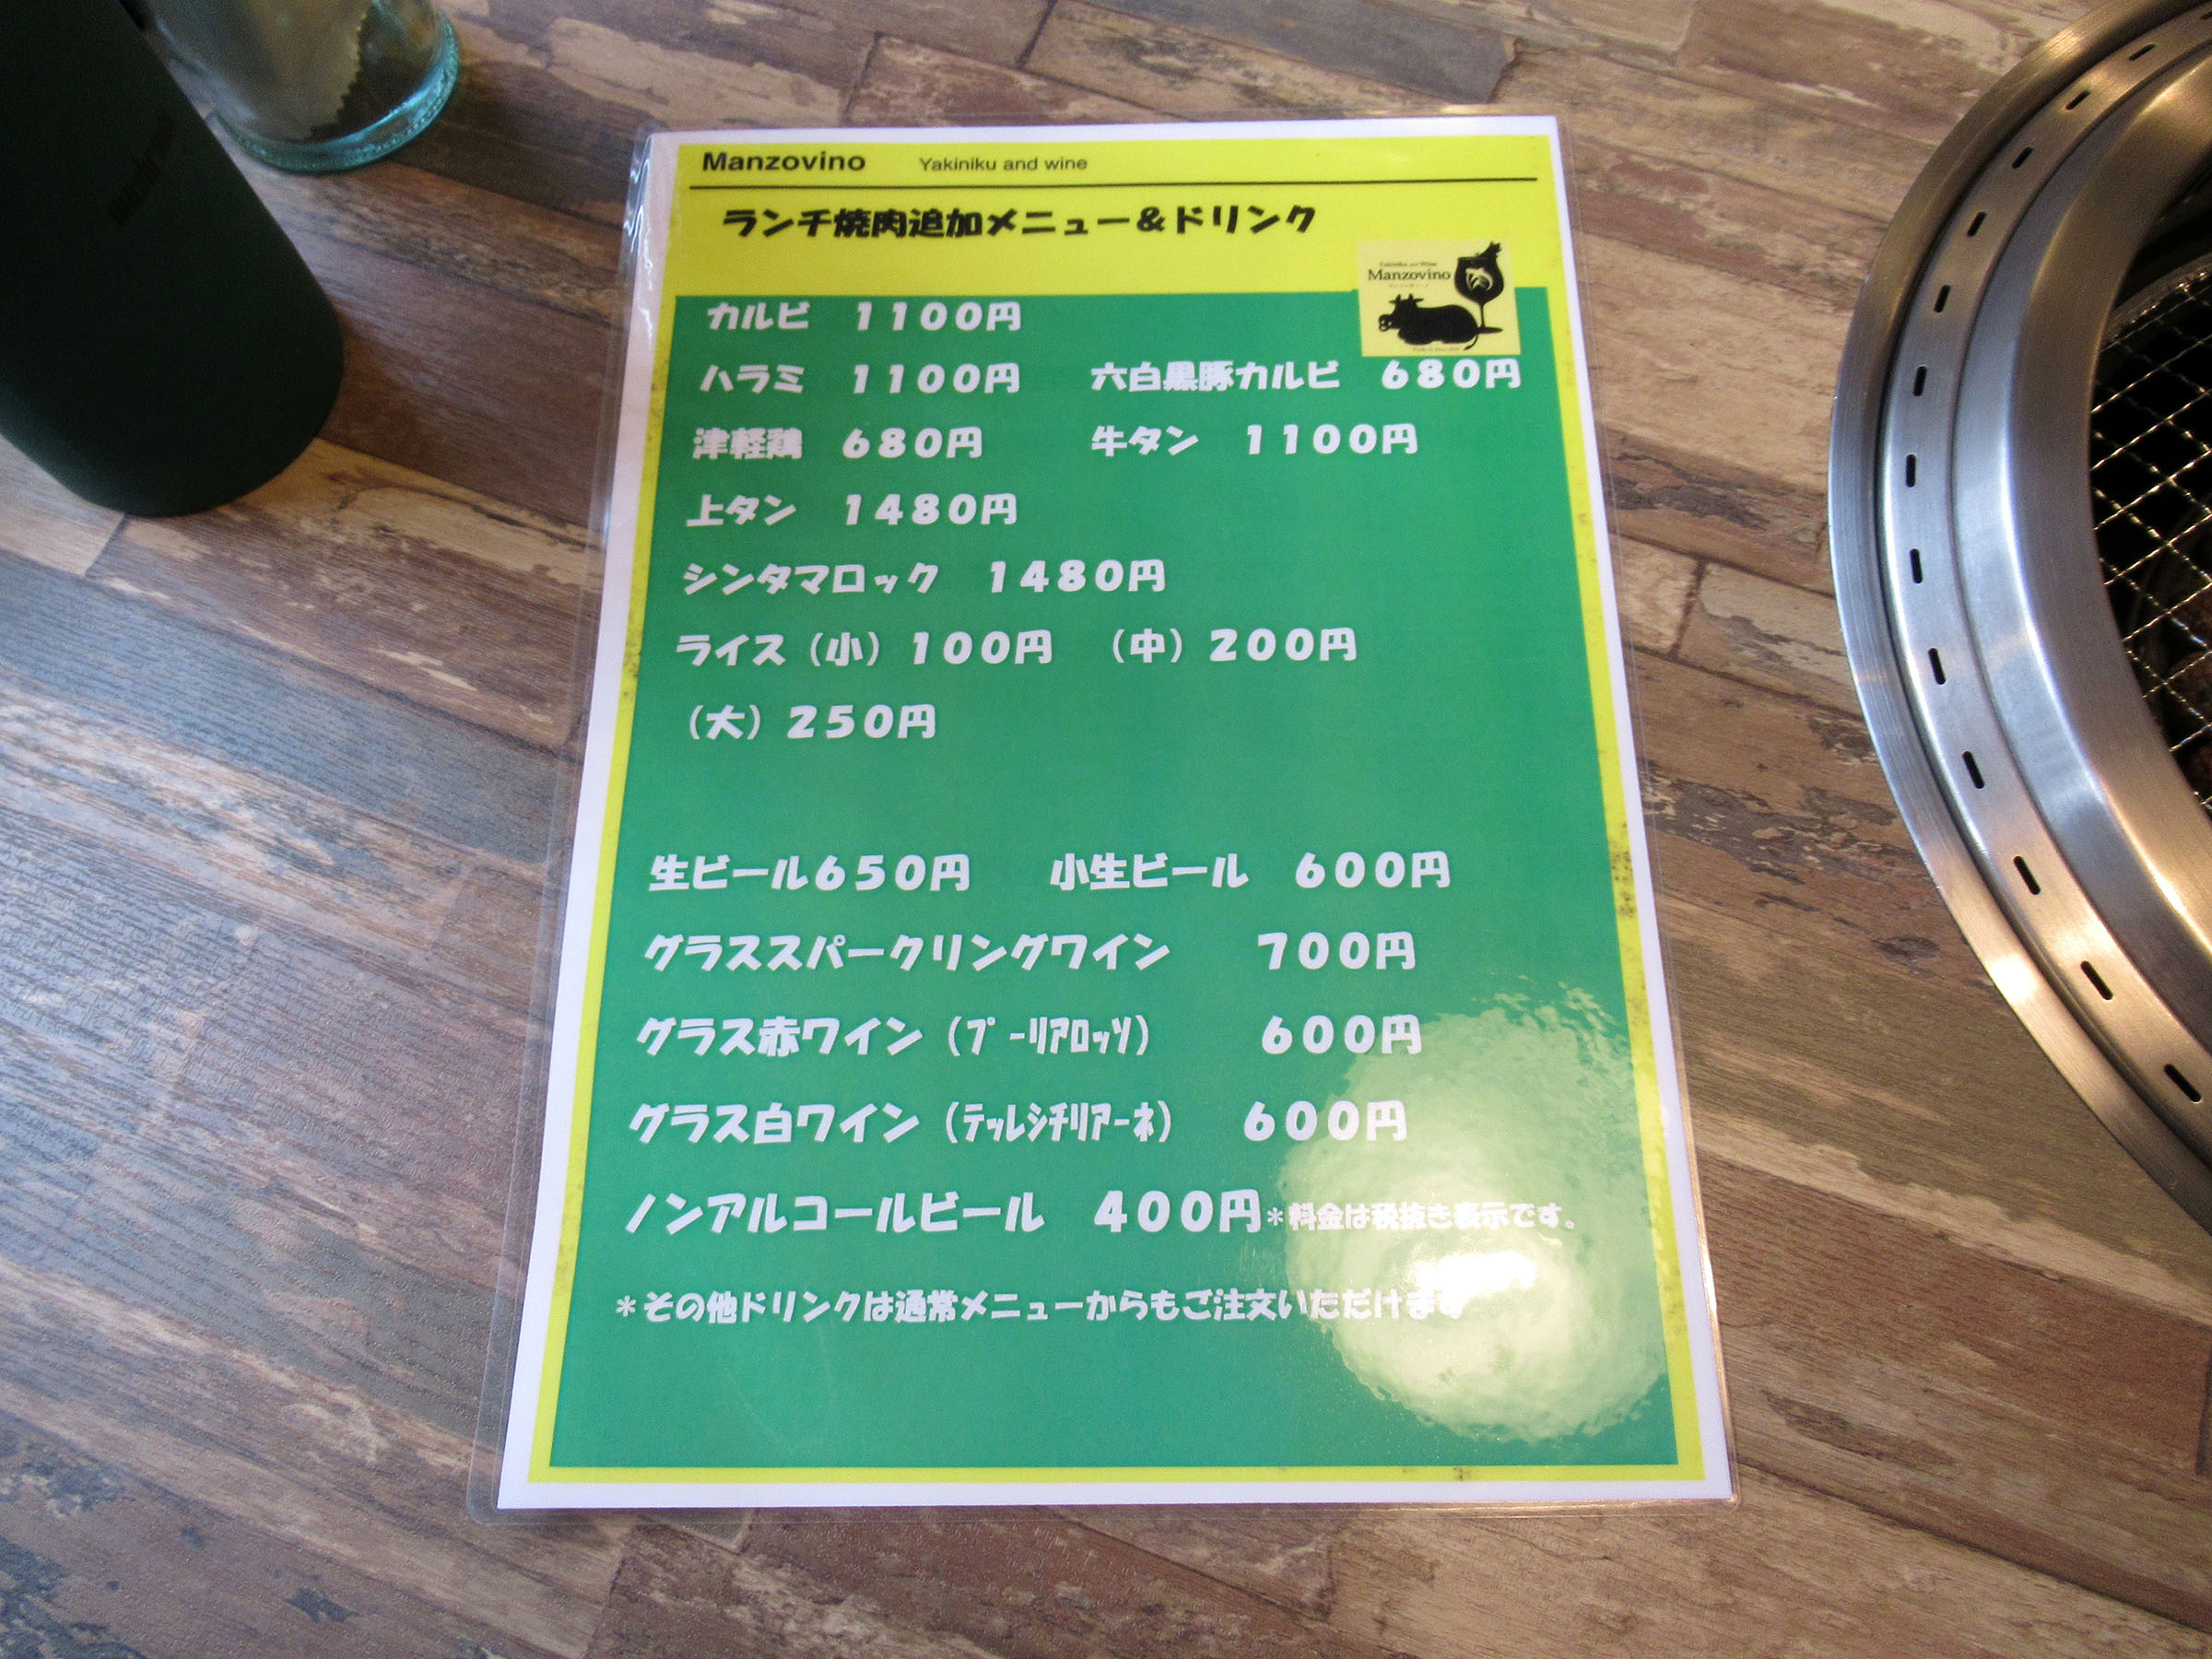 Manzovino Yakiniku and wine
ランチ焼肉追加メニュー＆ドリンク
Yakiniku and Wine
Manzovino
カルビ １１００円
ハラミ １１００円 六白黒豚カルビ ６８０円
津軽鶏 ６８０円 牛タン １１００円
上タン １４８０円
シンタマロック １４８０円
ライス（小）１００円 （中）２００円
（大）２５０円
生ビール６５０円 小生ビール ６００円
グラススパークリングワイン ７００円
グラス赤ワイン（ﾌﾟｰﾘｱﾛｯｿ） ６００円
グラス白ワイン（ﾃｯﾚｼﾁﾘｱｰﾈ） ６００円
ノンアルコールビール ４００円＊料金は税抜き表示です。
＊その他ドリンクは通常メニューからもご注文いただけます